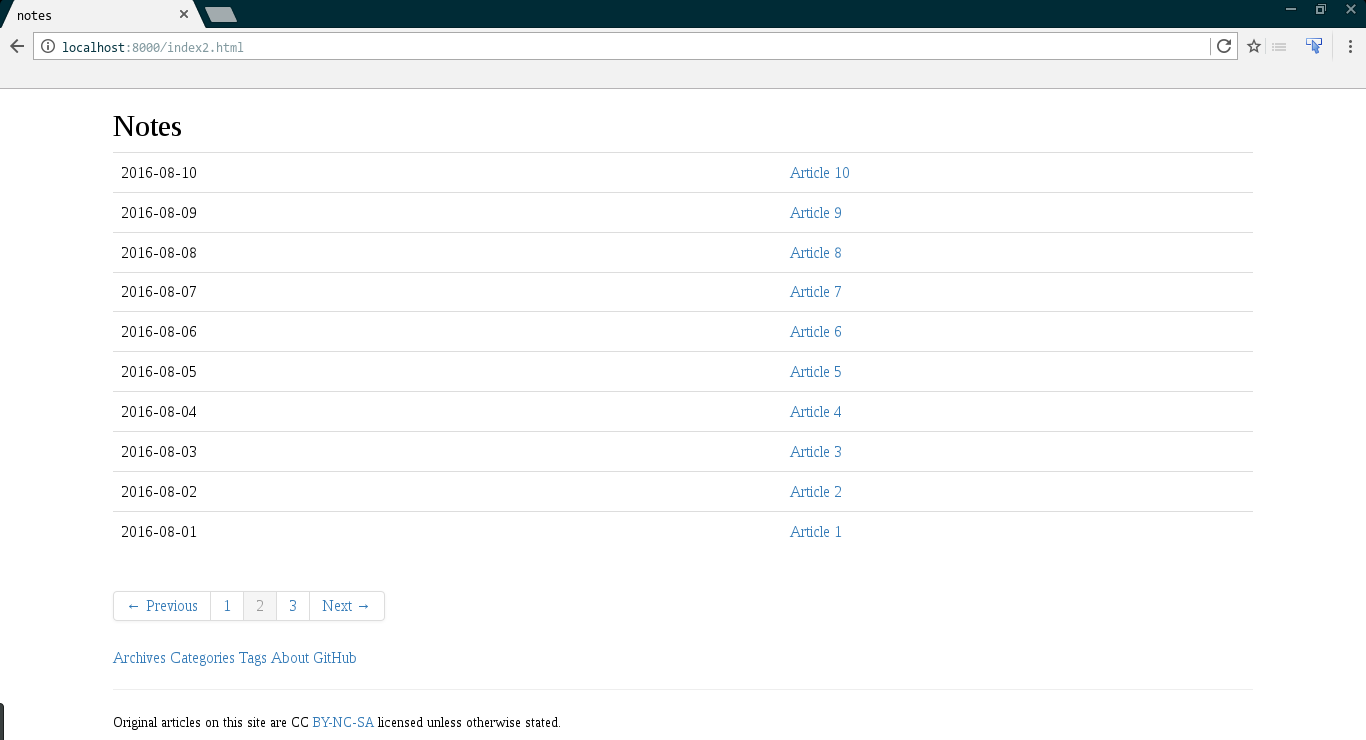 notes
localhost:8000/index2.html
Notes
2016-08-10 Article 10
2016-08-09 Article 9
2016-08-08 Article 8
2016-08-07 Article 7
2016-08-06 Article 6
2016-08-05 Article 5
2016-08-04 Article 4
2016-08-03 Article 3
2016-08-02 Article 2
2016-08-01 Article 1
← Previous 1 2 3 Next →
Archives Categories Tags About GitHub
Original articles on this site are CC BY-NC-SA licensed unless otherwise stated.